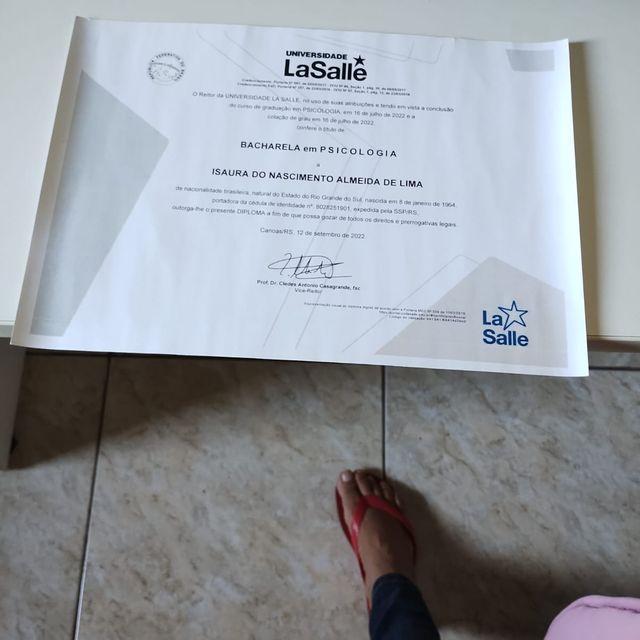 UNIVERSIDADE
LaSalle
O Reitor da UNIVERSIDADE LA SALLE, no uso de suas atribuições e tendo em vista a conclusão
do curso de graduação em PSICOLOGIA, em 16 de julho de 2022 e a
colação de grau em 16 de julho de 2022,
confere o título de
BACHARELA em PSICOLOGIA
a
ISAURA DO NASCIMENTO ALMEIDA DE LIMA
de nacionalidade brasileira, natural do Estado do Rio Grande do Sul, nascida em 8 de janeiro de 1964,
portadora da cédula de identidade nº. 8028251901, expedida pela SSP/RS,
outorga-lhe o presente DIPLOMA a fim de que possa gozar de todos os direitos e prerrogativas legais.
Canoas/RS, 12 de setembro de 2022.
Prof. Dr. Cledes Antonio Casagrande, fsc
Vice-Reitor
La
Salle